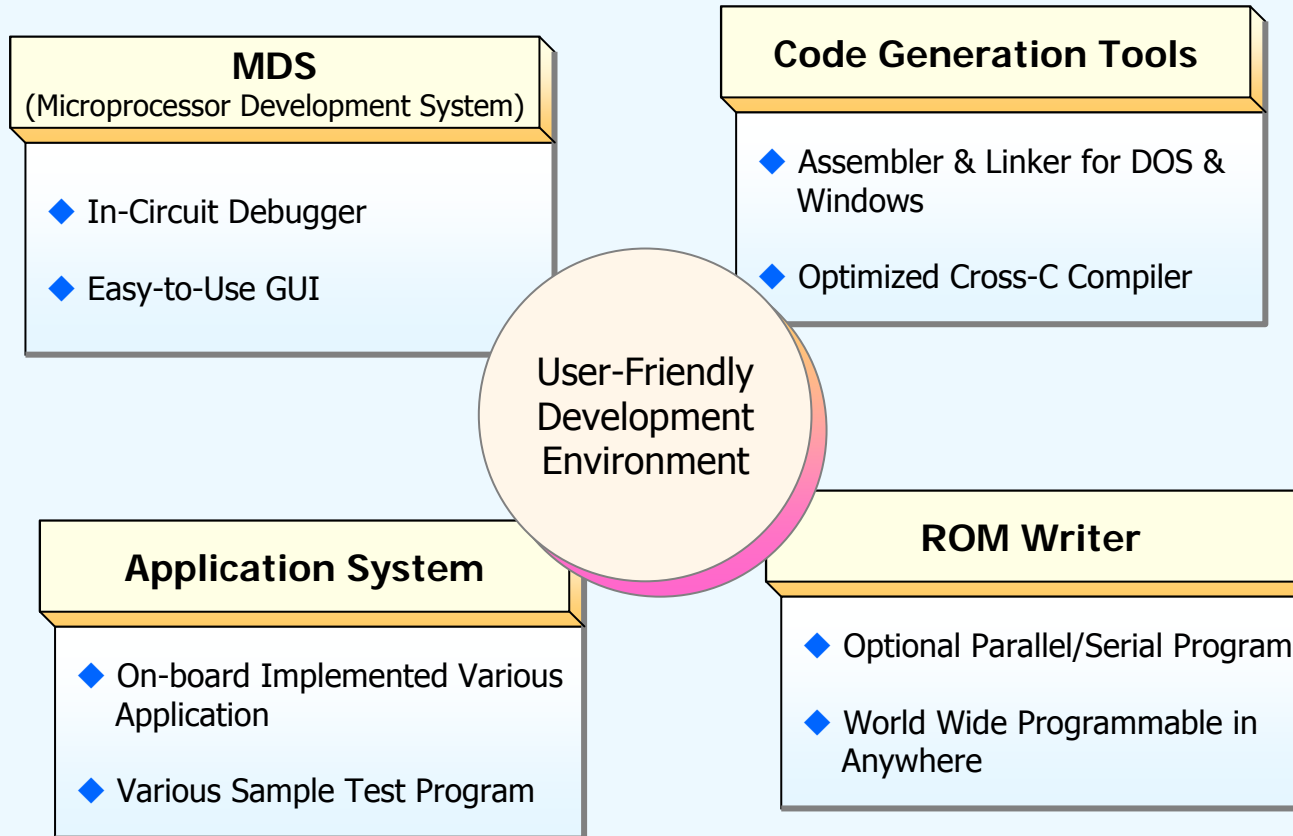 MDS
(Microprocessor Development System)
◆ In-Circuit Debugger
◆ Easy-to-Use GUI
Code Generation Tools
◆ Assembler & Linker for DOS &
Windows
◆ Optimized Cross-C Compiler
User-Friendly
Development
Environment
Application System
◆ On-board Implemented Various
Application
◆ Various Sample Test Program
ROM Writer
◆ Optional Parallel/Serial Program
◆ World Wide Programmable in
Anywhere